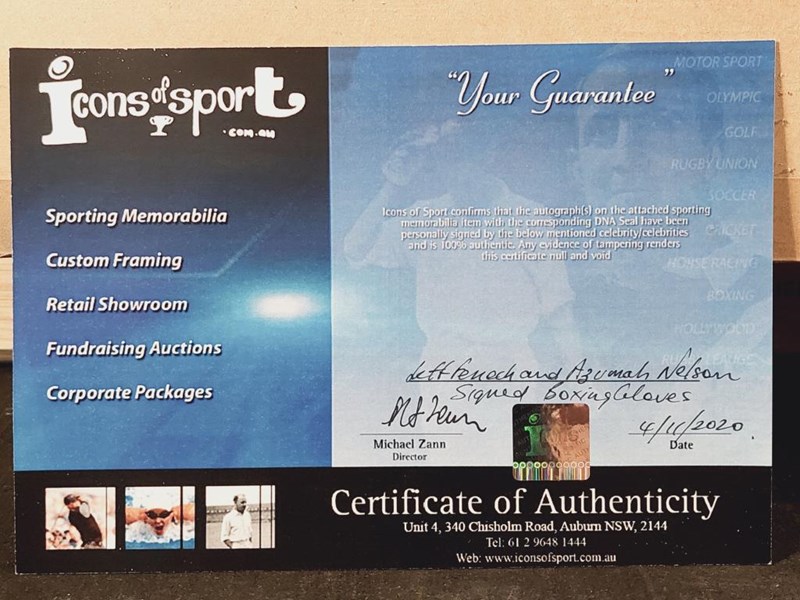 icons of sport
.com.au
Sporting Memorabilia
Custom Framing
Retail Showroom
Fundraising Auctions
Corporate Packages
"Your Guarantee"
MOTOR SPORT
OLYMPIC
GOLF
RUGBY UNION
SOCCER
CRICKET
HORSE RACING
BOXING
HOLLYWOOD
RUGBY LEAGUE
Icons of Sport confirms that the autograph(s) on the attached sporting
memorabilia item with the corresponding DNA Seal have been
personally signed by the below mentioned celebrity/celebrities
and is 100% authentic. Any evidence of tampering renders
this certificate null and void
Jeff Fenech and Azumah Nelson
Signed Boxing Gloves
4/11/2020
Michael Zann
Director
Date
Certificate of Authenticity
Unit 4, 340 Chisholm Road, Auburn NSW, 2144
Tel: 61 2 9648 1444
Web: www.iconsofsport.com.au